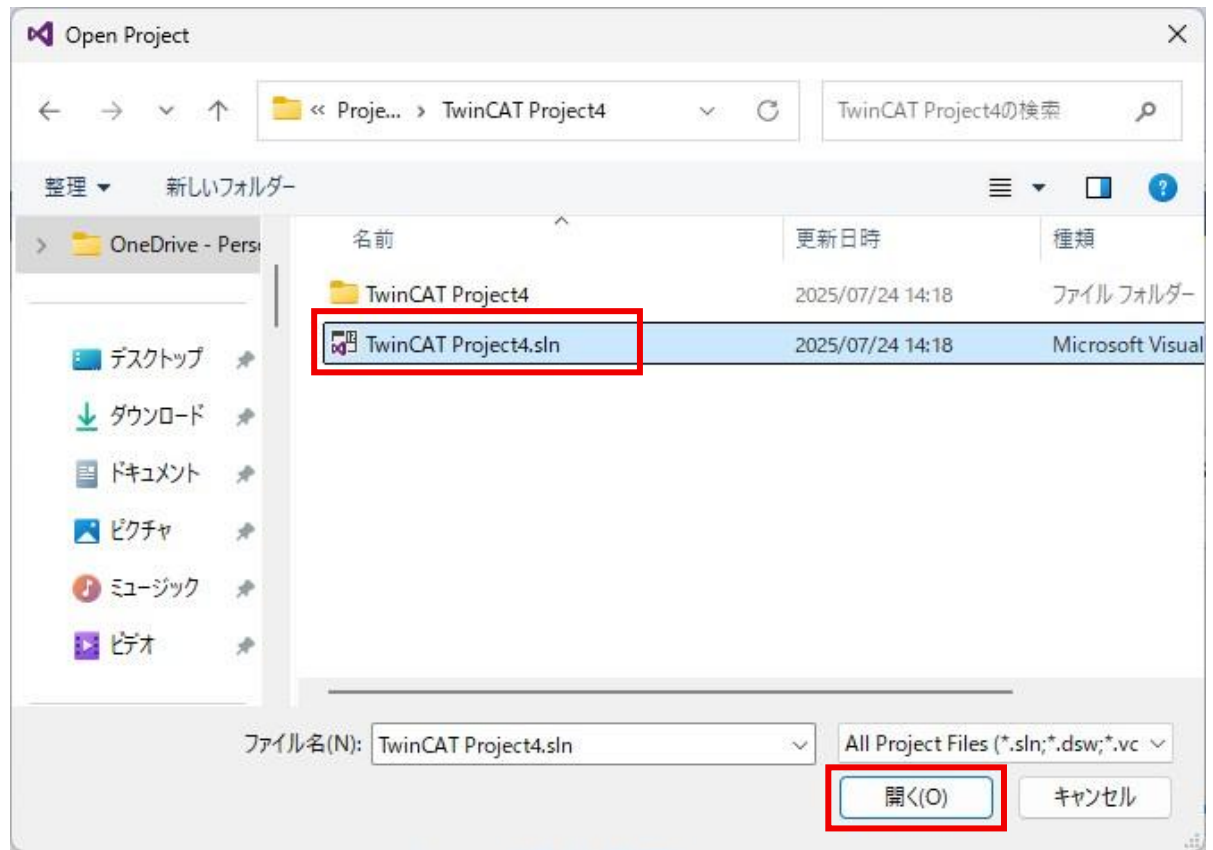 Open Project
« Proje... › TwinCAT Project4
TwinCAT Project4の検索
整理
新しいフォルダー
OneDrive - Pers
名前
更新日時
種類
TwinCAT Project4
2025/07/24 14:18
ファイル フォルダー
TwinCAT Project4.sln
2025/07/24 14:18
Microsoft Visual
デスクトップ
ダウンロード
ドキュメント
ピクチャ
ミュージック
ビデオ
ファイル名(N):
TwinCAT Project4.sln
All Project Files (*.sln;*.dsw;*.vc
開く(O)
キャンセル